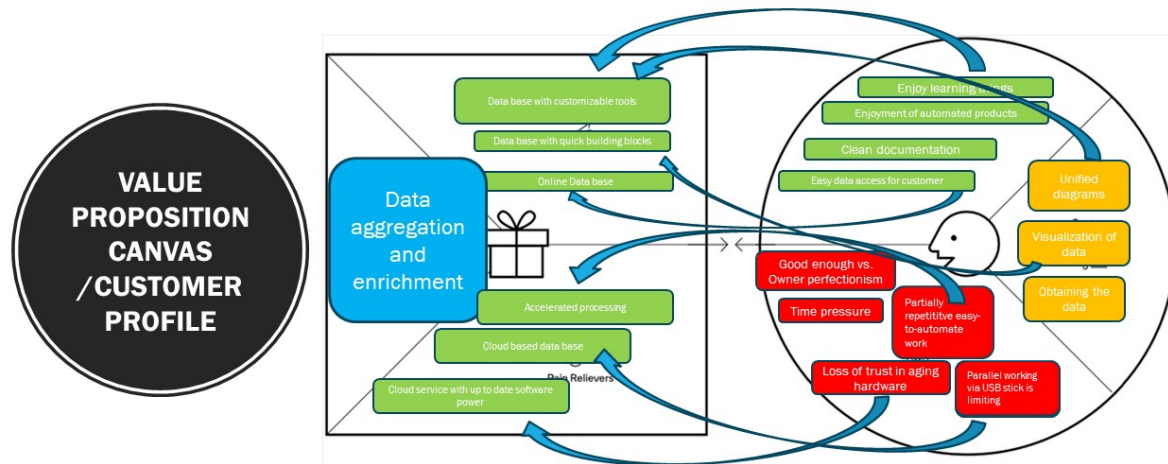 VALUE
PROPOSITION
CANVAS
/CUSTOMER
PROFILE
Data base with customizable tools
Data base with quick building blocks
Online Data base
Data
aggregation
and
enrichment
Accelerated processing
Cloud based data base
Pain Relievers
Cloud service with up to date software
power
Enjoy learning things
Enjoyment of automated products
Clean documentation
Easy data access for customer
Unified
diagrams
Visualization of
data
Obtaining the
data
Good enough vs.
Owner perfectionism
Time pressure
Partially
repetitive easy-
to-automate
work
Loss of trust in aging
hardware
Parallel working
via USB stick is
limiting